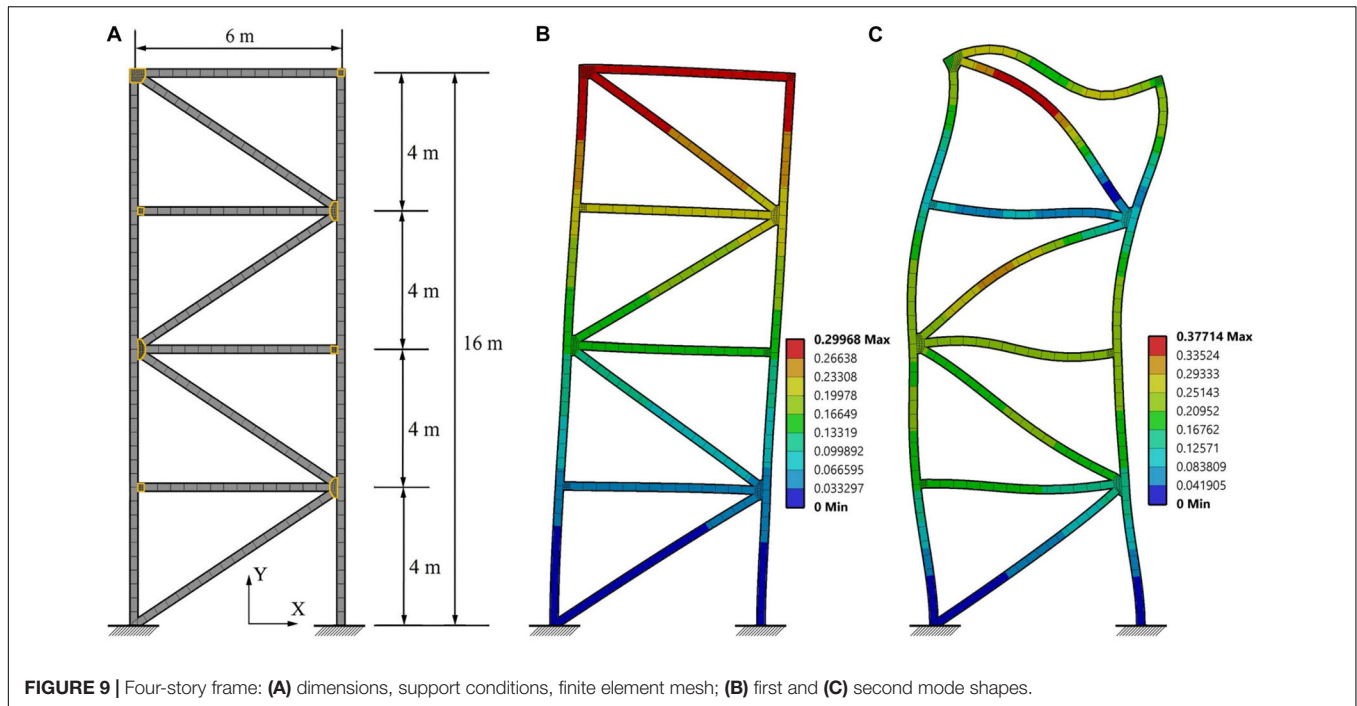 A
6 m
4 m
4 m
4 m
4 m
16 m
Y
X
B
0.29968 Max
0.26638
0.23308
0.19978
0.16649
0.13319
0.099892
0.066595
0.033297
0 Min
C
0.37714 Max
0.33524
0.29333
0.25143
0.20952
0.16762
0.12571
0.083809
0.041905
0 Min
FIGURE 9 | Four-story frame: (A) dimensions, support conditions, finite element mesh; (B) first and (C) second mode shapes.